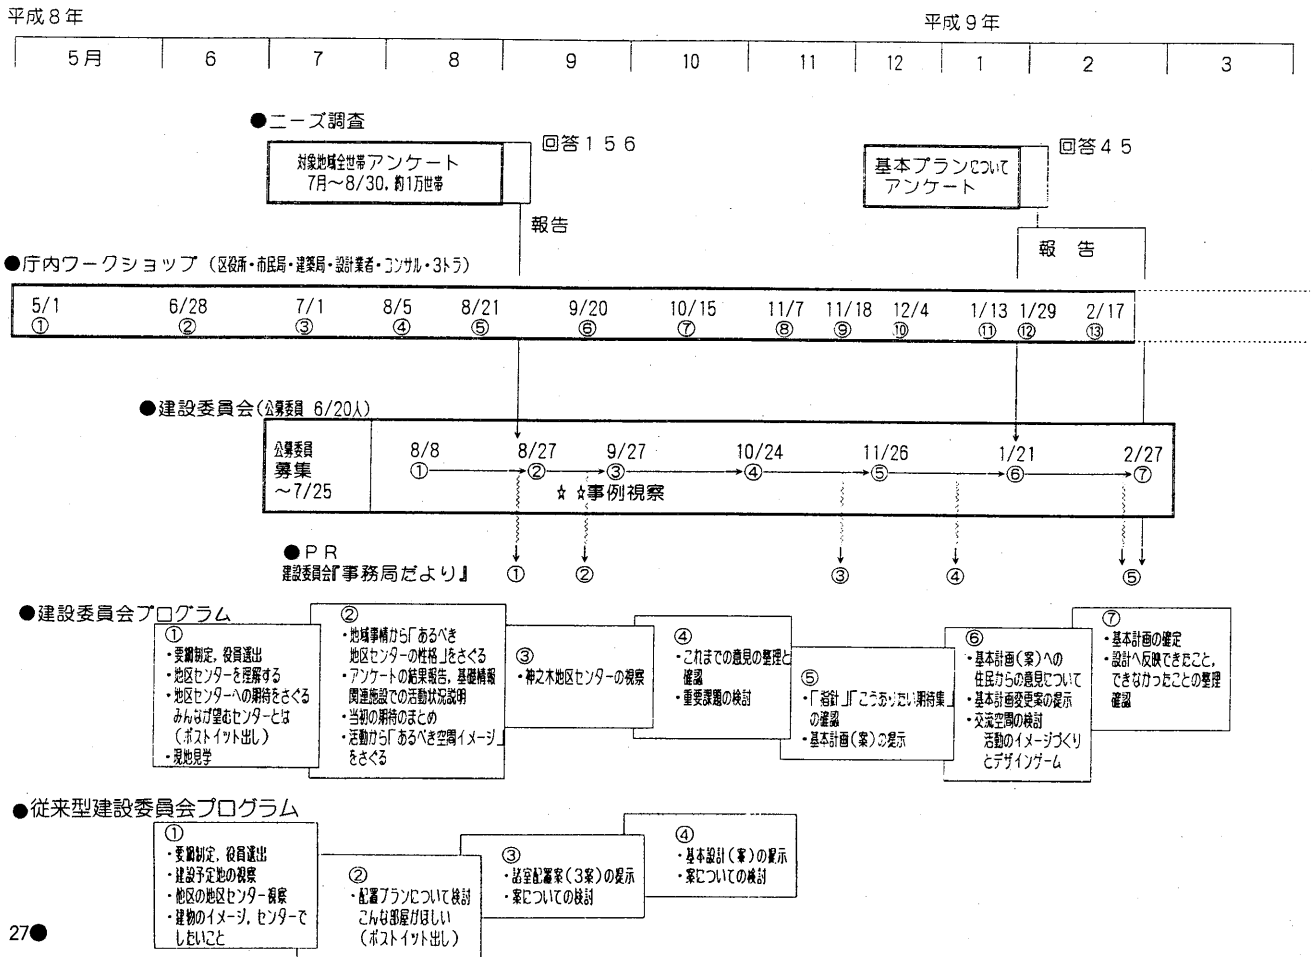 平成8年
平成9年
5月 6 7 8 9 10 11 12 1 2 3
●ニーズ調査
対象地域全世帯アンケート
7月〜8/30, 約1万世帯
回答156
基本プランについて
アンケート
回答45
報告
報 告
●庁内ワークショップ (区役所・市民局・建築局・設計業者・コンサル・3トラ)
5/1 6/28 7/1 8/5 8/21 9/20 10/15 11/7 11/18 12/4 1/13 1/29 2/17
① ② ③ ④ ⑤ ⑥ ⑦ ⑧ ⑨ ⑩ ⑪ ⑫ ⑬
●建設委員会(公募委員 6/20人)
公募委員
募集
〜7/25
8/8 8/27 9/27 10/24 11/26 1/21 2/27
① ② ③ ④ ⑤ ⑥ ⑦
☆ ☆事例視察
●PR
建設委員会『事務局だより』 ① ② ③ ④ ⑤
●建設委員会プログラム
①
・要綱制定, 役員選出
・地区センターを理解する
・地区センターへの期待をさぐる
みんなが望むセンターとは
(ポストイット出し)
・現地見学
②
・地域事情から「あるべき
地区センターの性格」をさぐる
・アンケートの結果報告, 基礎情報
関連施設での活動状況説明
・当初の期待のまとめ
・活動から「あるべき空間イメージ」
をさぐる
③
・神之木地区センターの視察
④
・これまでの意見の整理と
確認
・重要課題の検討
⑤
・「指針」「こうありたい期待集」
の確認
・基本計画(案)の提示
⑥
・基本計画(案)への
住民からの意見について
・基本計画変更案の提示
・交流空間の検討
活動のイメージづくり
とデザインゲーム
⑦
・基本計画の確定
・設計へ反映できたこと,
できなかったことの整理
確認
●従来型建設委員会プログラム
①
・要綱制定, 役員選出
・建設予定地の視察
・他区の地区センター視察
・建物のイメージ, センターで
したいこと
②
・配置プランについて検討
こんな部屋がほしい
(ポストイット出し)
③
・諸室配置案(3案)の提示
・案についての検討
④
・基本設計(案)の提示
・案についての検討
27●